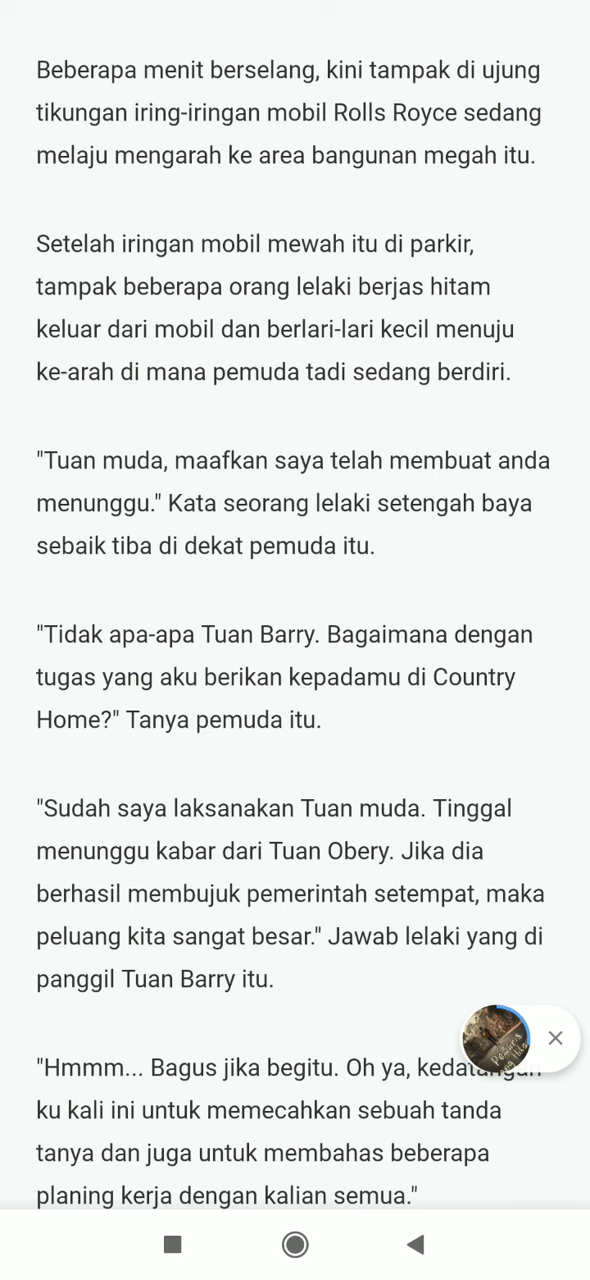 Beberapa menit berselang, kini tampak di ujung
tikungan iring-iringan mobil Rolls Royce sedang
melaju mengarah ke area bangunan megah itu.
Setelah iringan mobil mewah itu di parkir,
tampak beberapa orang lelaki berjas hitam
keluar dari mobil dan berlari-lari kecil menuju
ke-arah di mana pemuda tadi sedang berdiri.
"Tuan muda, maafkan saya telah membuat anda
menunggu." Kata seorang lelaki setengah baya
sebaik tiba di dekat pemuda itu.
"Tidak apa-apa Tuan Barry. Bagaimana dengan
tugas yang aku berikan kepadamu di Country
Home?" Tanya pemuda itu.
"Sudah saya laksanakan Tuan muda. Tinggal
menunggu kabar dari Tuan Obery. Jika dia
berhasil membujuk pemerintah setempat, maka
peluang kita sangat besar." Jawab lelaki yang di
panggil Tuan Barry itu.
"Hmmm... Bagus jika begitu. Oh ya, kedatangan
ku kali ini untuk memecahkan sebuah tanda
tanya dan juga untuk membahas beberapa
planing kerja dengan kalian semua."